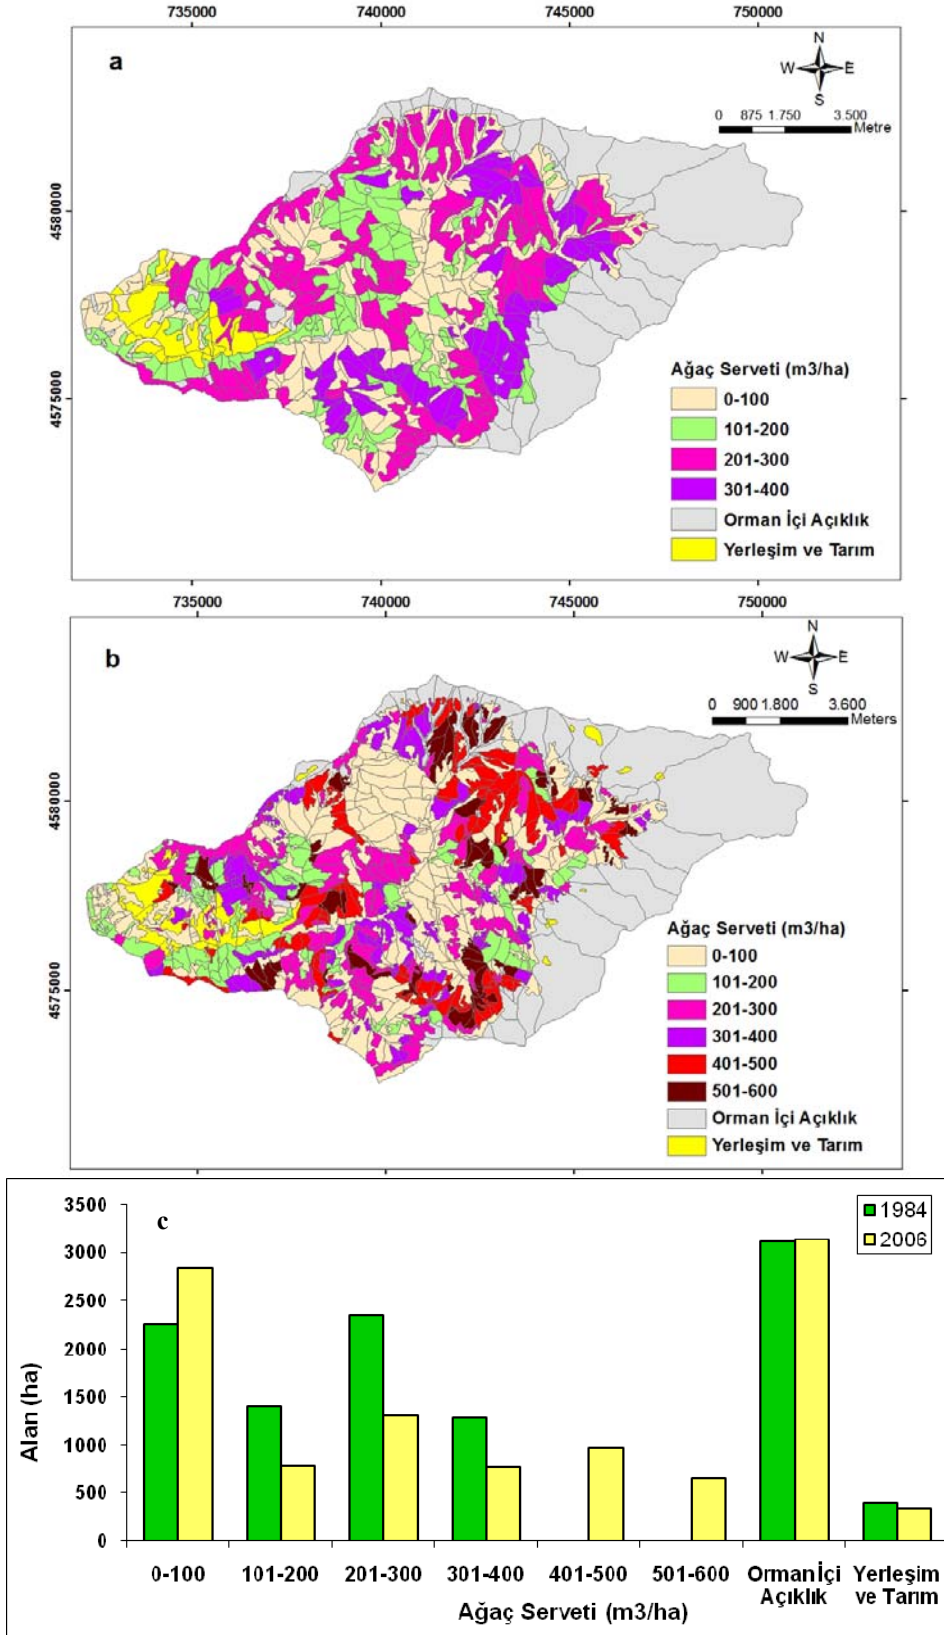 735000 740000 745000 750000
a
N
W E
S
0 875 1.750 3.500
Metre
4580000
4575000
Ağaç Serveti (m3/ha)
0-100
101-200
201-300
301-400
Orman İçi Açıklık
Yerleşim ve Tarım
735000 740000 745000 750000
b
N
W E
S
0 900 1.800 3.600
Meters
4580000
4575000
Ağaç Serveti (m3/ha)
0-100
101-200
201-300
301-400
401-500
501-600
Orman İçi Açıklık
Yerleşim ve Tarım
c
1984
2006
3500
3000
2500
2000
1500
1000
500
0
Alan (ha)
0-100 101-200 201-300 301-400 401-500 501-600 Orman İçi Yerleşim
Açıklık ve Tarım
Ağaç Serveti (m3/ha)